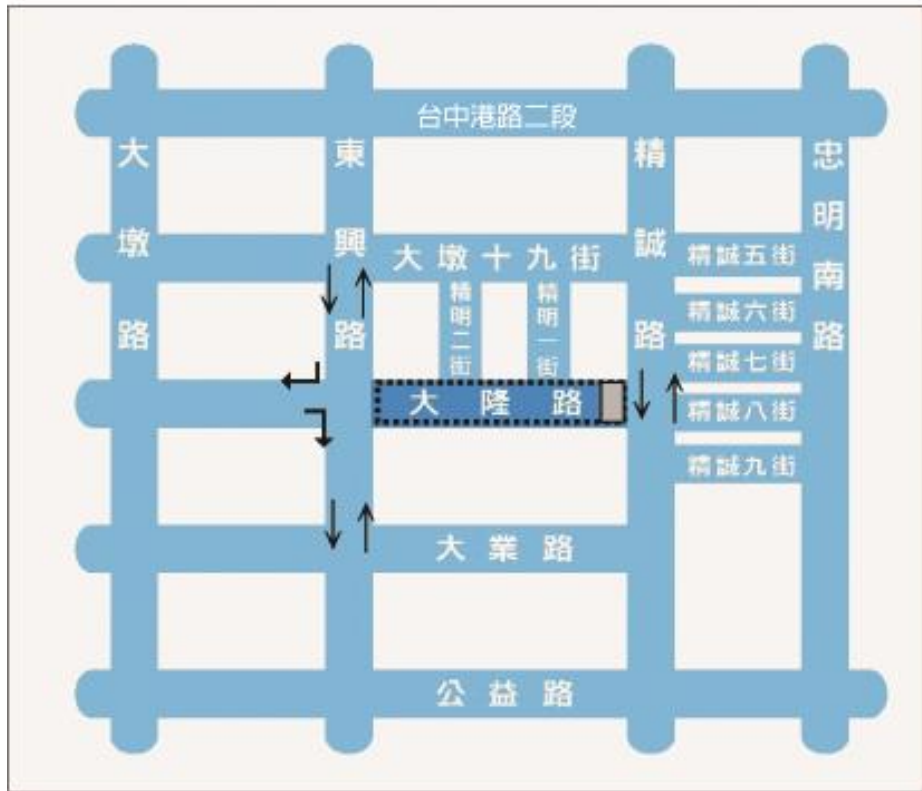 台中港路二段
大墩路
東興路
精誠路
忠明南路
大墩十九街
精誠五街
精明二街
精明一街
精誠六街
精誠七街
大隆路
精誠八街
精誠九街
大業路
公益路